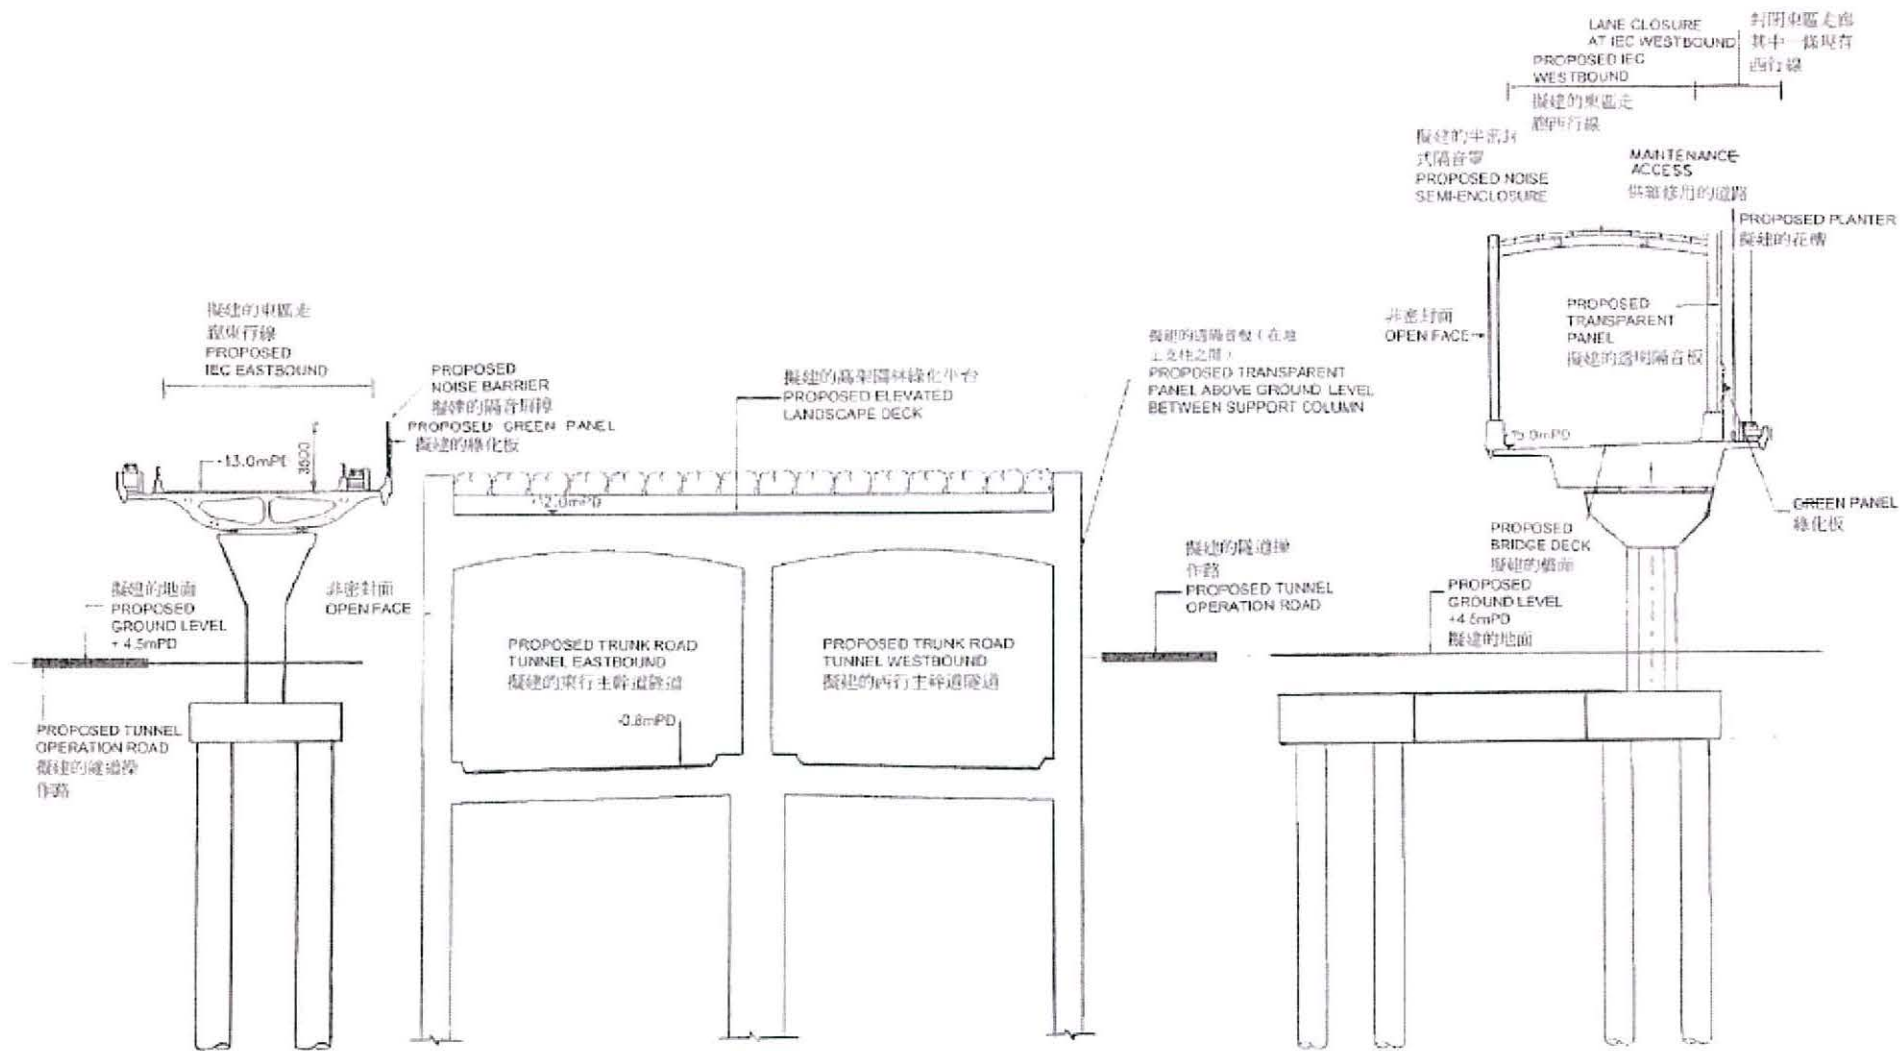 LANE CLOSURE
AT IEC WESTBOUND
封閉東區走廊
其中一條現有
西行線
PROPOSED IEC
WESTBOUND
擬建的東區走
廊西行線
擬建的半密封
式隔音罩
PROPOSED NOISE
SEMI-ENCLOSURE
MAINTENANCE
ACCESS
供維修用的道路
PROPOSED PLANTER
擬建的花槽
非密封面
OPEN FACE
PROPOSED
TRANSPARENT
PANEL
擬建的透明隔音板
擬建的東區走
廊東行線
PROPOSED
IEC EASTBOUND
PROPOSED
NOISE BARRIER
擬建的隔音屏障
PROPOSED GREEN PANEL
擬建的綠化板
3500
擬建的高架園林綠化平台
PROPOSED ELEVATED
LANDSCAPE DECK
PROPOSED TRANSPARENT
PANEL ABOVE GROUND LEVEL
BETWEEN SUPPORT COLUMN
GREEN PANEL
綠化板
PROPOSED
BRIDGE DECK
擬建的橋面
擬建的隧道操
作路
PROPOSED TUNNEL
OPERATION ROAD
擬建的地面
PROPOSED
GROUND LEVEL
+ 4.5mPD
非密封面
OPEN FACE
PROPOSED
GROUND LEVEL
+4.5mPD
擬建的地面
PROPOSED TRUNK ROAD
TUNNEL EASTBOUND
擬建的東行主幹道隧道
PROPOSED TRUNK ROAD
TUNNEL WESTBOUND
擬建的西行主幹道隧道
-0.8mPD
PROPOSED TUNNEL
OPERATION ROAD
擬建的隧道操
作路